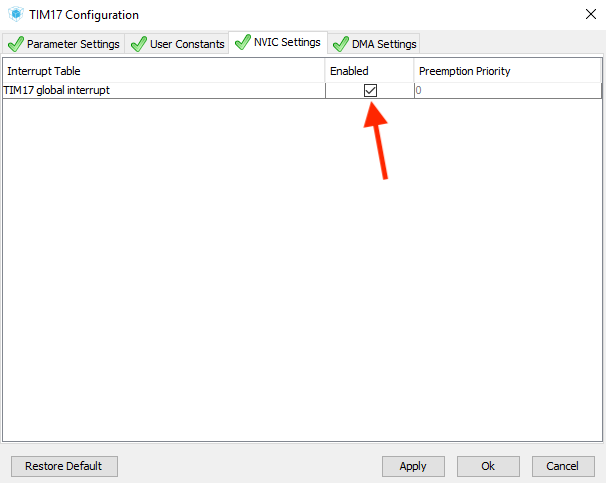 TIM17 Configuration
Parameter Settings User Constants NVIC Settings DMA Settings
Interrupt Table Enabled Preemption Priority
TIM17 global interrupt 0
Restore Default Apply Ok Cancel